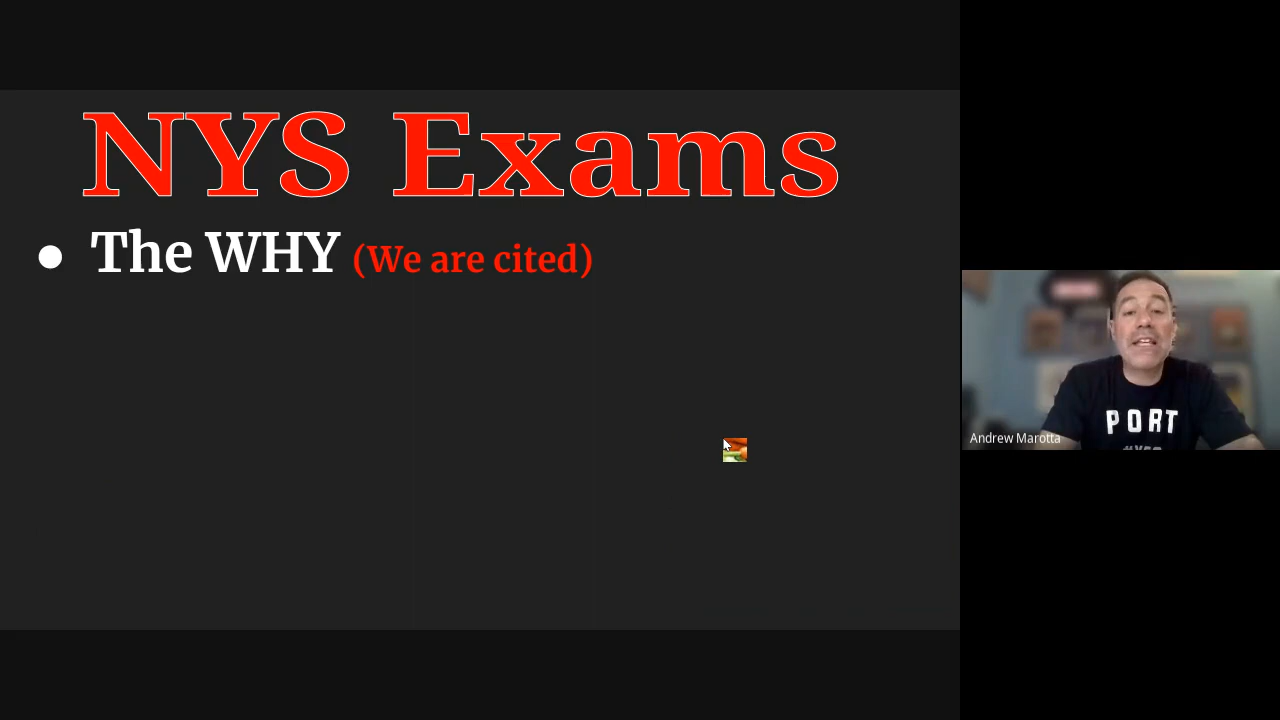 NYS Exams
● The WHY (We are cited)
PORT
Andrew Marotta